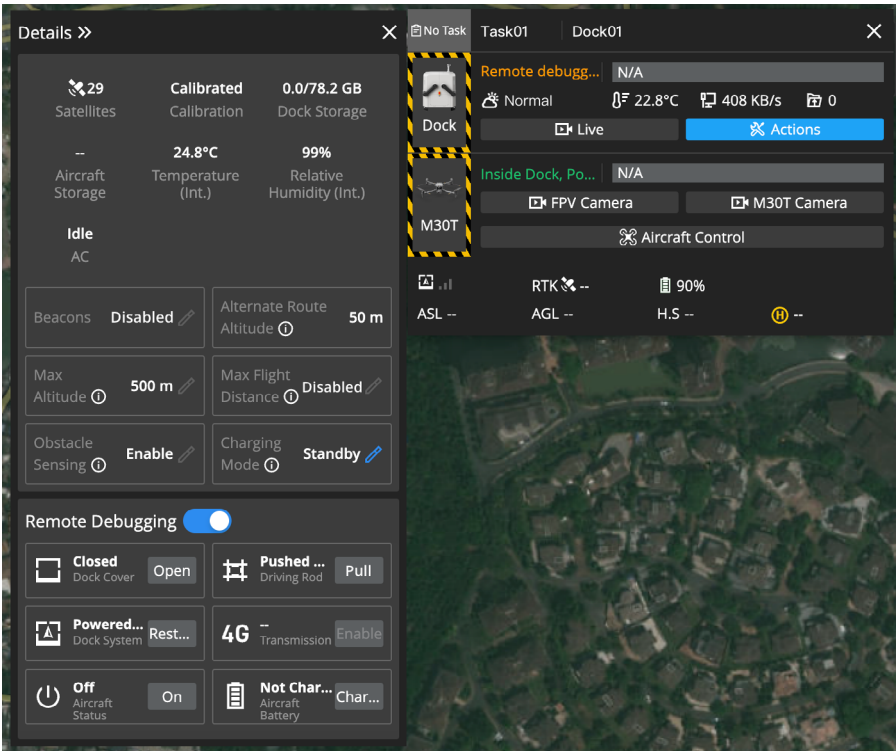 Details
29
Satellites
Calibrated
Calibration
0.0/78.2 GB
Dock Storage
--
Aircraft
Storage
24.8°C
Temperature
(Int.)
99%
Relative
Humidity (Int.)
Idle
AC
Beacons Disabled
Alternate Route
Altitude
50 m
Max
Altitude
500 m
Max Flight
Distance
Disabled
Obstacle
Sensing
Enable
Charging
Mode
Standby
Remote Debugging
Closed
Dock Cover
Open
Pushed ...
Driving Rod
Pull
Powered...
Dock System
Rest...
4G
--
Transmission
Enable
Off
Aircraft
Status
On
Not Char...
Aircraft
Battery
Char...
No Task
Task01
Dock01
Dock
Remote debugg...
N/A
Normal
22.8°C
408 KB/s
0
Live
Actions
M30T
Inside Dock, Po...
N/A
FPV Camera
M30T Camera
Aircraft Control
RTK --
90%
ASL --
AGL --
H.S --
H --